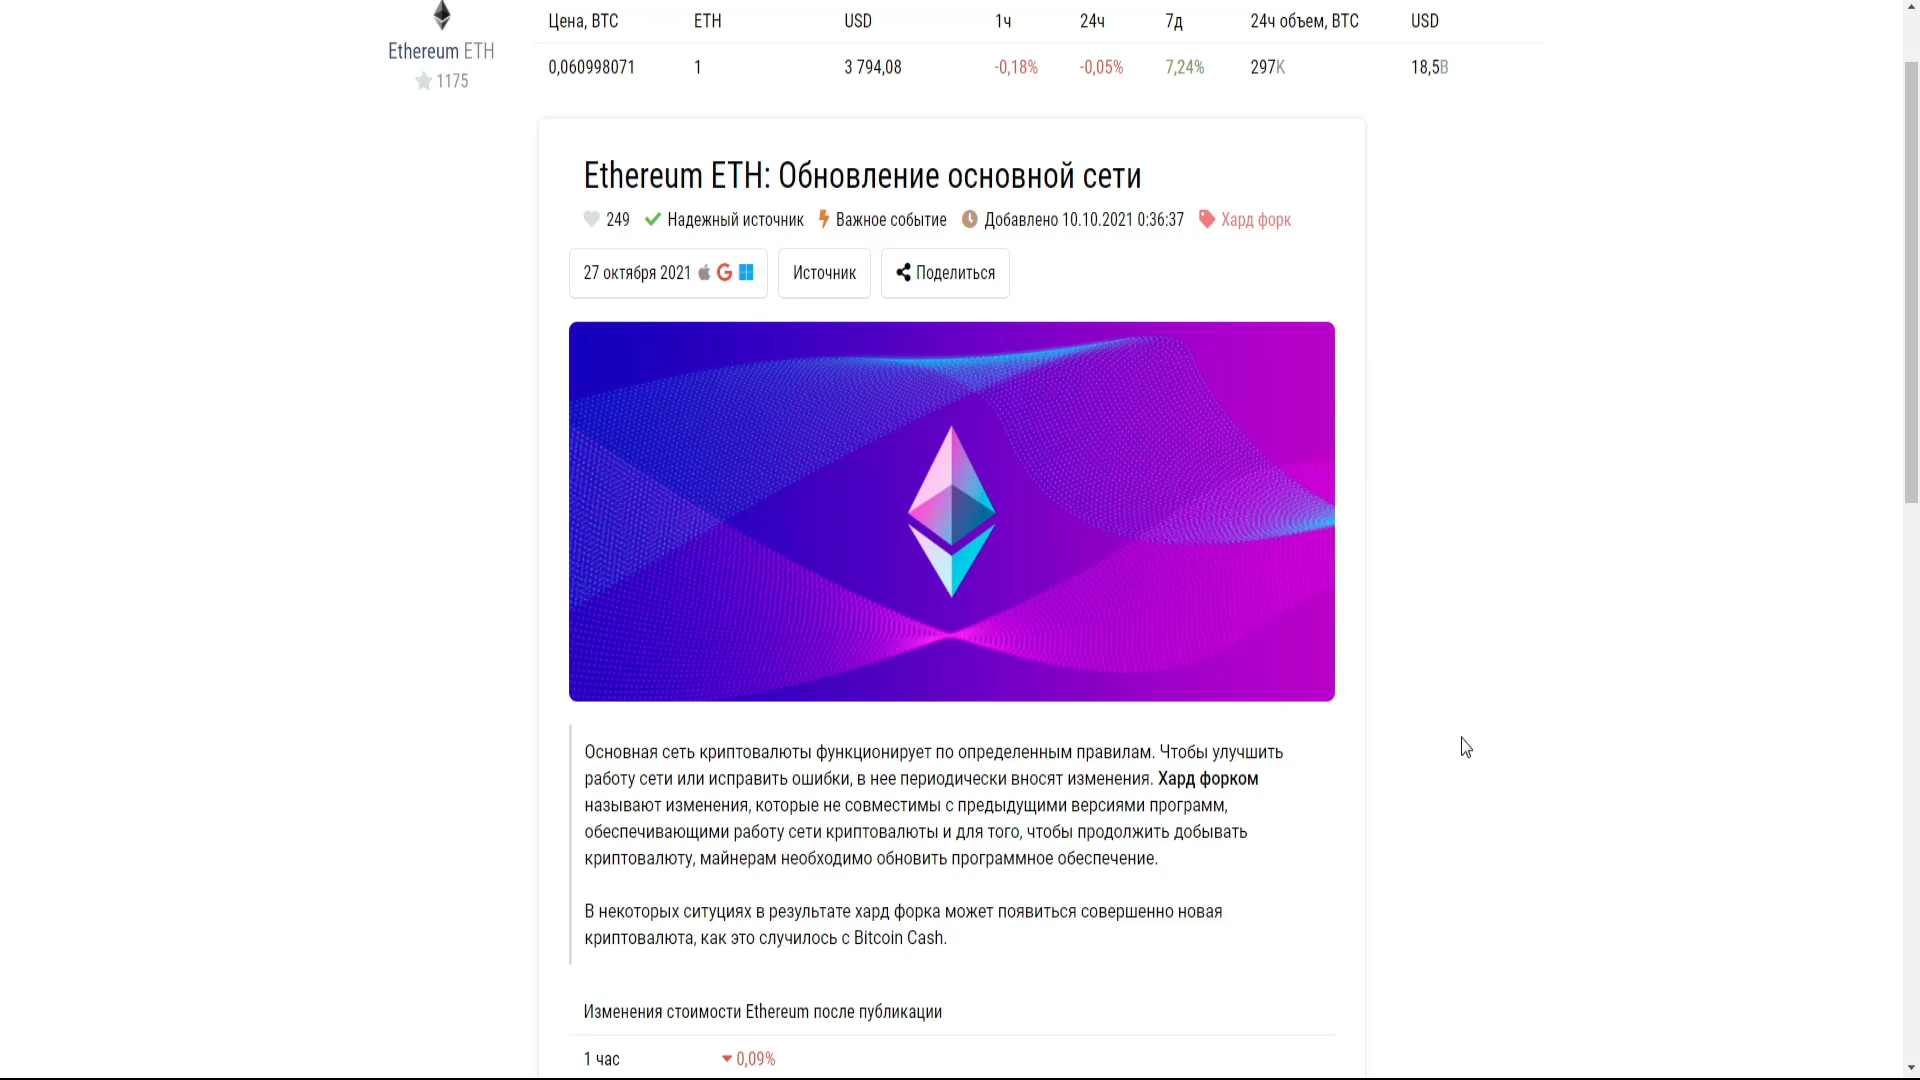 Цена, BTC ETH USD 1ч 24ч 7д 24ч объем, BTC USD
Ethereum ETH
0,060998071 1 3 794,08 -0,18% -0,05% 7,24% 297K 18,5B
1175
Ethereum ETH: Обновление основной сети
249 Надежный источник Важное событие Добавлено 10.10.2021 0:36:37 Хард форк
27 октября 2021 Источник Поделиться
Основная сеть криптовалюты функционирует по определенным правилам. Чтобы улучшить
работу сети или исправить ошибки, в нее периодически вносят изменения. Хард форком
называют изменения, которые не совместимы с предыдущими версиями программ,
обеспечивающими работу сети криптовалюты и для того, чтобы продолжить добывать
криптовалюту, майнерам необходимо обновить программное обеспечение.
В некоторых ситуциях в результате хард форка может появиться совершенно новая
криптовалюта, как это случилось с Bitcoin Cash.
Изменения стоимости Ethereum после публикации
1 час 0,09%